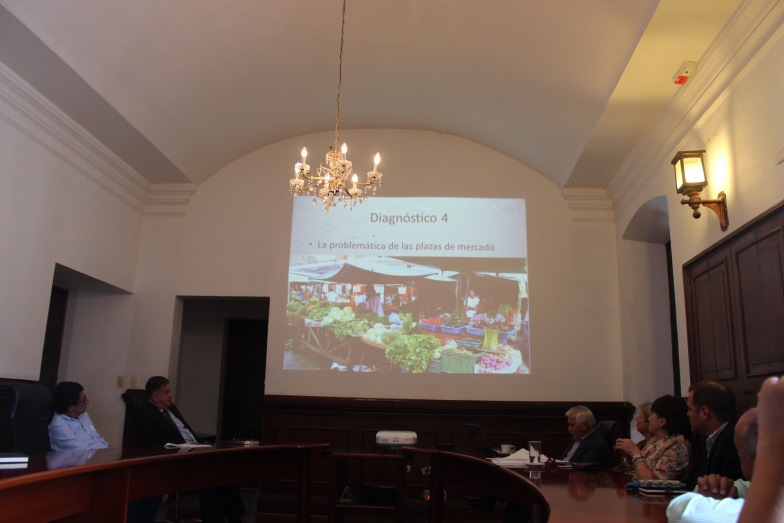 Diagnóstico 4
• La problemática de las plazas de mercado